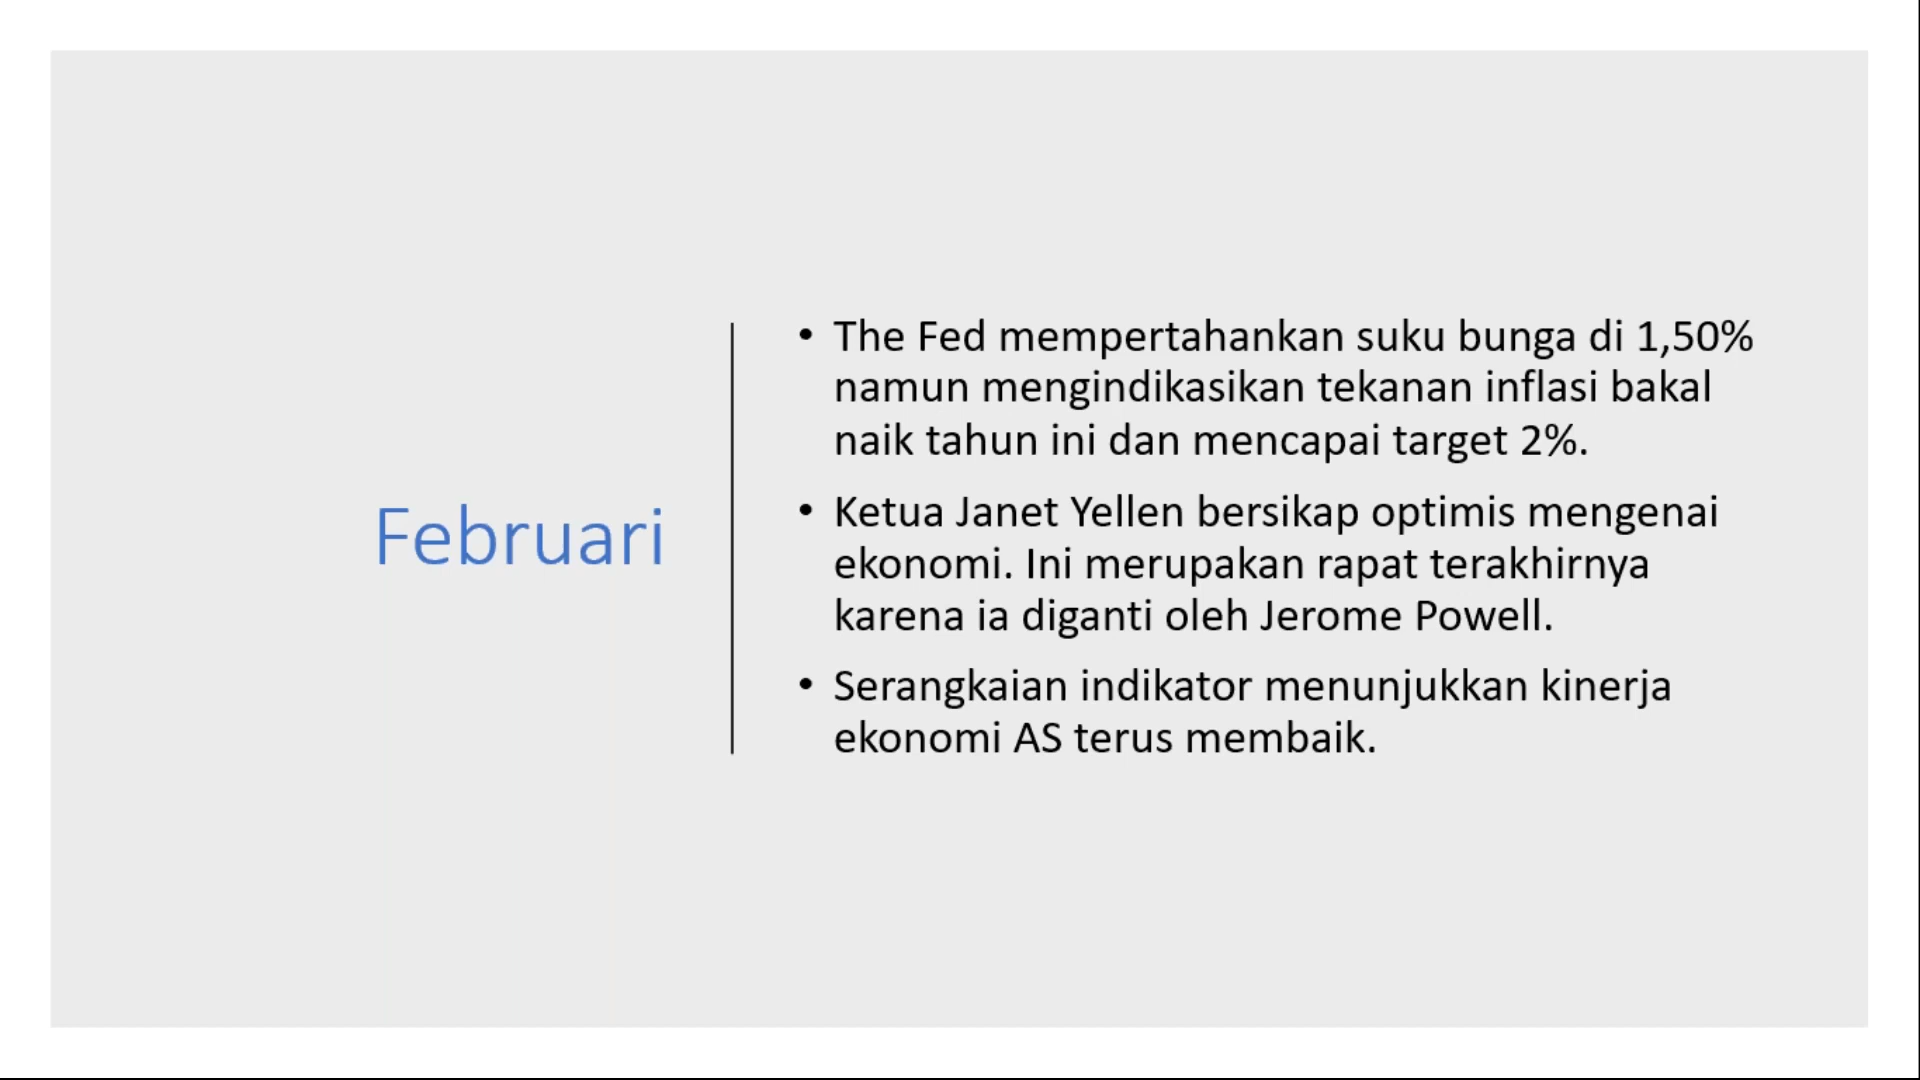 Februari
• The Fed mempertahankan suku bunga di 1,50%
namun mengindikasikan tekanan inflasi bakal
naik tahun ini dan mencapai target 2%.
• Ketua Janet Yellen bersikap optimis mengenai
ekonomi. Ini merupakan rapat terakhirnya
karena ia diganti oleh Jerome Powell.
• Serangkaian indikator menunjukkan kinerja
ekonomi AS terus membaik.